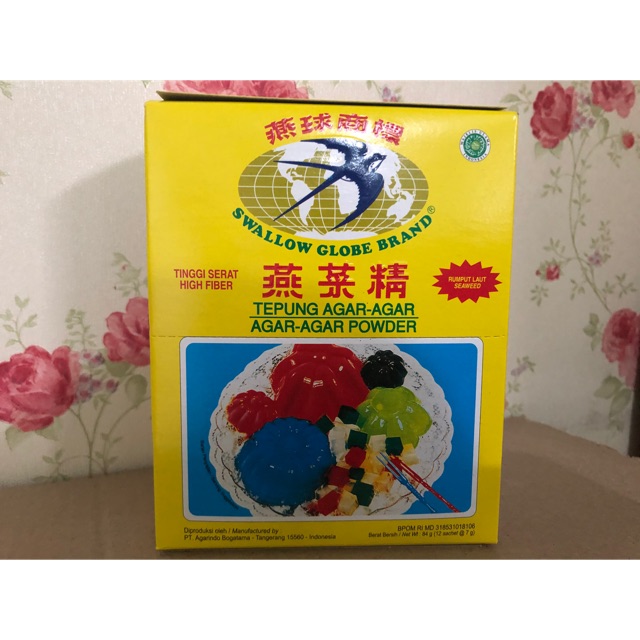 燕球商標
SWALLOW GLOBE BRAND®
TINGGI SERAT
HIGH FIBER
燕菜精
RUMPUT LAUT
SEAWEED
TEPUNG AGAR-AGAR
AGAR-AGAR POWDER
Diproduksi oleh / Manufactured by :
PT. Agarindo Bogatama - Tangerang 15560 - Indonesia
BPOM RI MD 318531018106
Berat Bersih / Net Wt : 84 g (12 sachet @ 7 g)